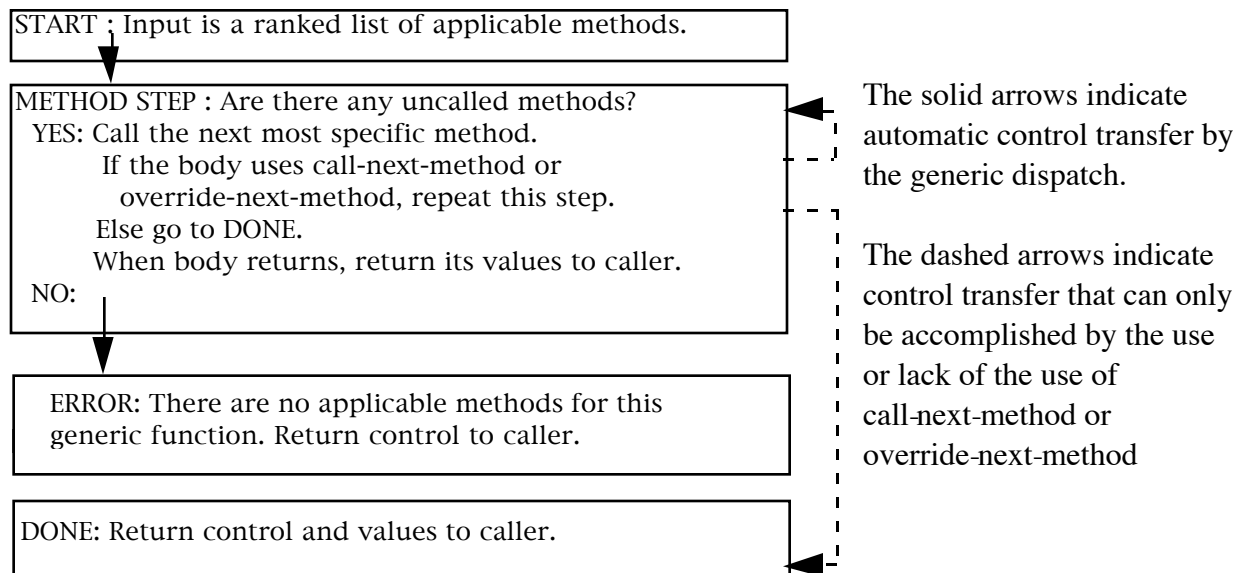 START : Input is a ranked list of applicable methods.
METHOD STEP : Are there any uncalled methods?
YES: Call the next most specific method.
If the body uses call-next-method or
override-next-method, repeat this step.
Else go to DONE.
When body returns, return its values to caller.
NO:
ERROR: There are no applicable methods for this
generic function. Return control to caller.
DONE: Return control and values to caller.
The solid arrows indicate
automatic control transfer by
the generic dispatch.
The dashed arrows indicate
control transfer that can only
be accomplished by the use
or lack of the use of
call-next-method or
override-next-method